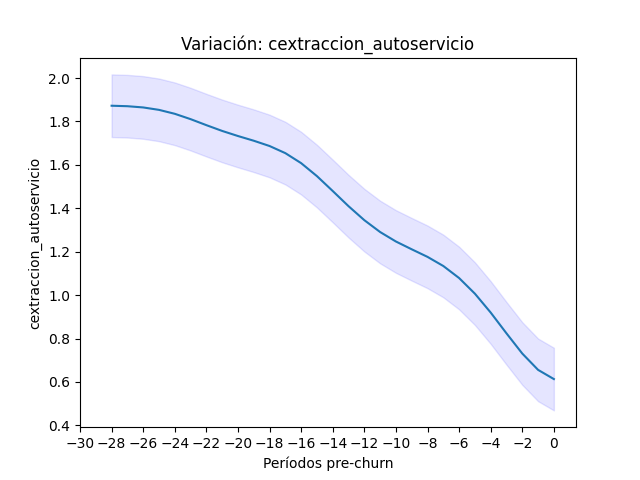 Variación: cextraccion_autoservicio
cextraccion_autoservicio
2.0
1.8
1.6
1.4
1.2
1.0
0.8
0.6
0.4
−30 −28 −26 −24 −22 −20 −18 −16 −14 −12 −10 −8 −6 −4 −2 0
Períodos pre-churn